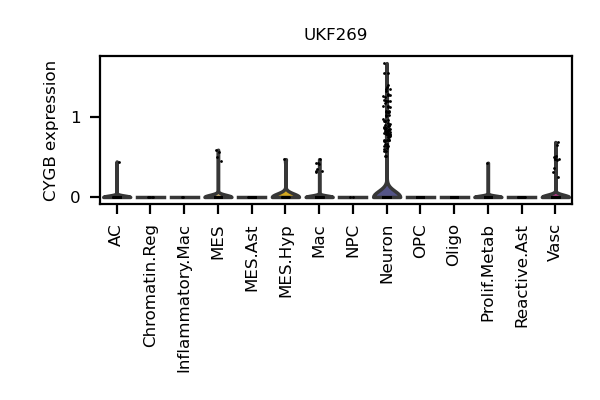 UKF269
CYGB expression
1
0
AC
Chromatin.Reg
Inflammatory.Mac
MES
MES.Ast
MES.Hyp
Mac
NPC
Neuron
OPC
Oligo
Prolif.Metab
Reactive.Ast
Vasc